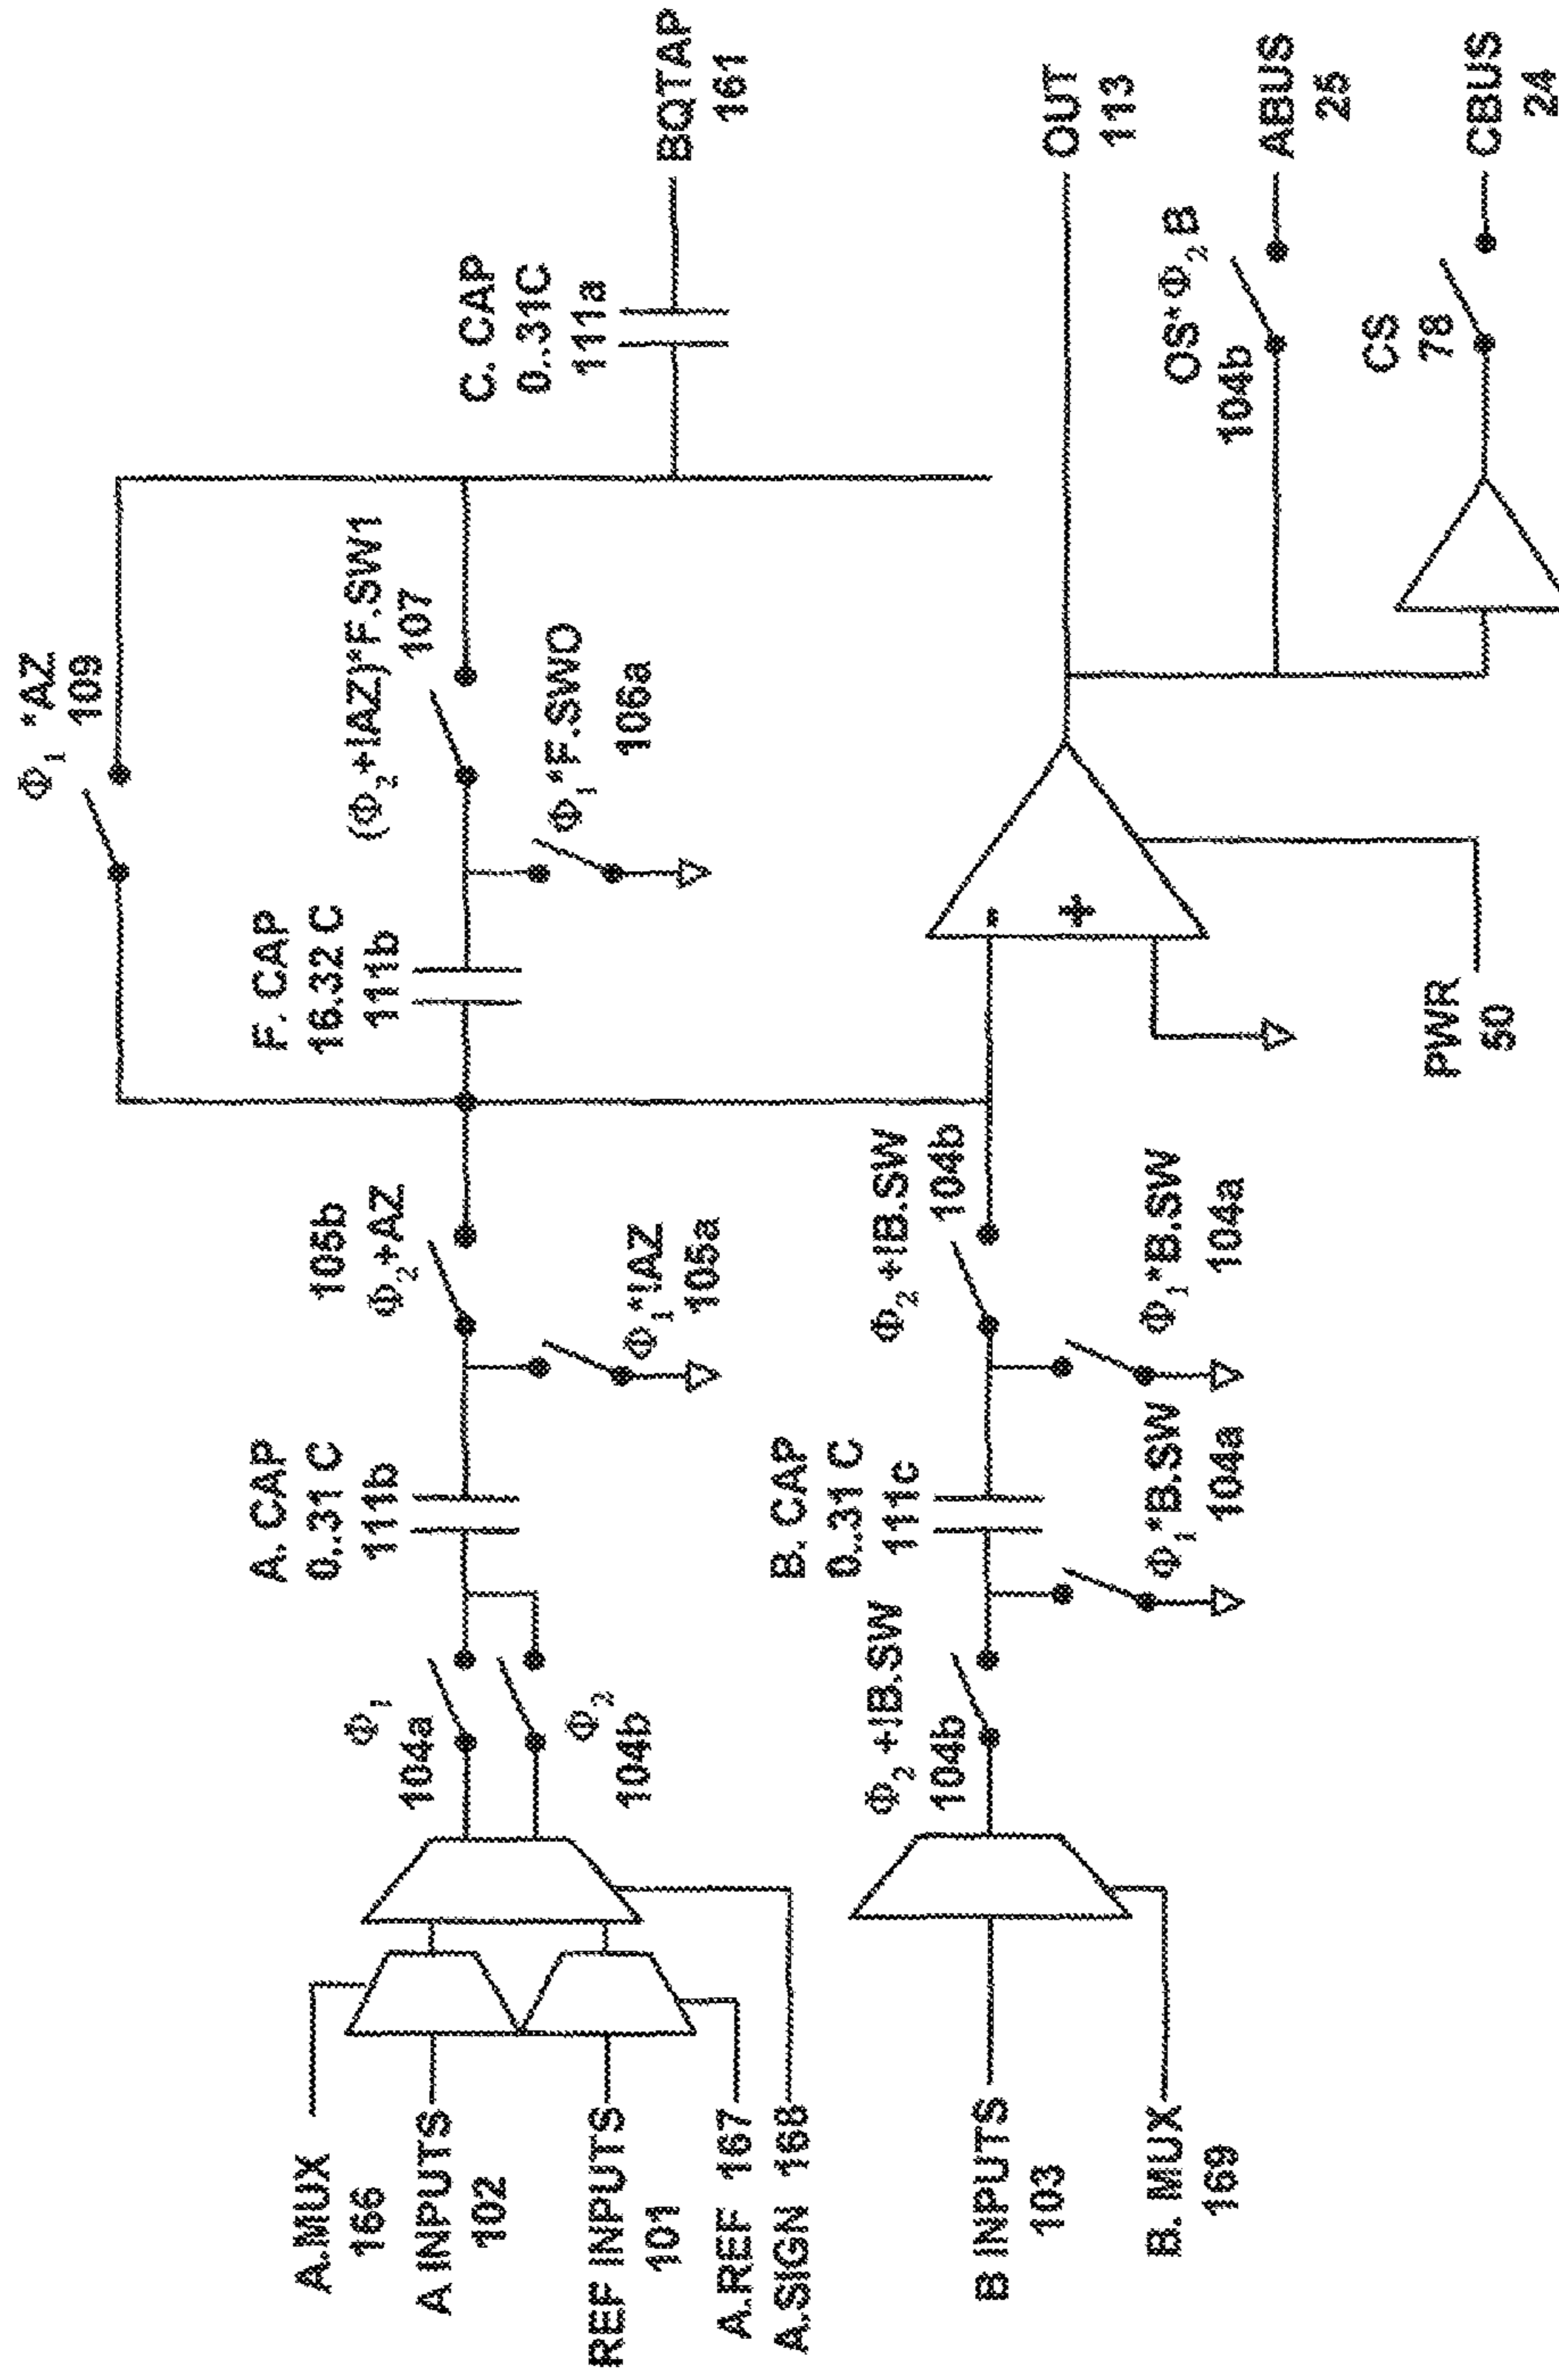 Φ₁ *AZ
109
F. CAP
16.32 C
111b
(Φ₂+IAZ)*F.SW1
107
Φ₁*F.SWO
106a
C. CAP
0..31C
111a
BQTAP
161
A.MUX
166
A INPUTS
102
REF INPUTS
101
A.REF 167
A.SIGN 168
Φ₁
104a
Φ₂
104b
A. CAP
0..31 C
111b
105b
Φ₂+AZ
Φ₁*IAZ
105a
B INPUTS
103
B. MUX
169
Φ₂ +IB.SW
104b
B. CAP
0..31 C
111c
Φ₁*B.SW
104a
Φ₂ +IB.SW
104b
Φ₁*B.SW
104a
-
+
PWR
50
OUT
113
OS*Φ₂B
104b
ABUS
25
CS
78
CBUS
24